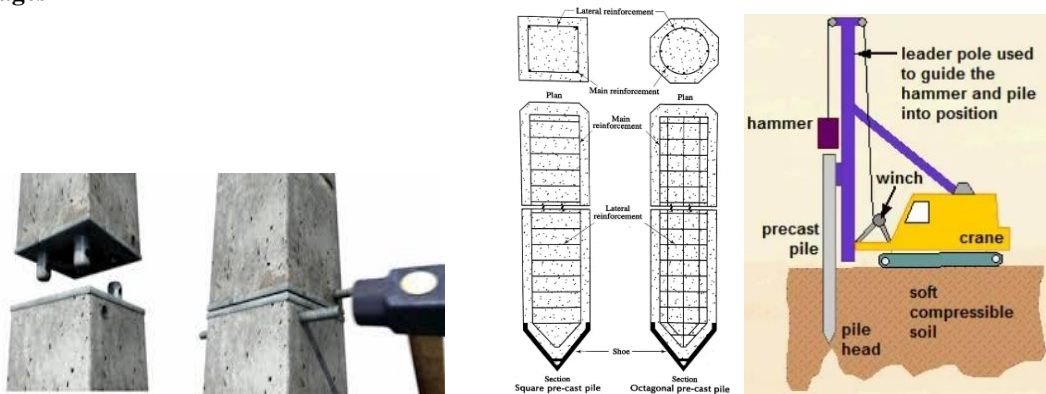 ages
Lateral reinforcement
Main reinforcement
Plan
Plan
Main
reinforcement
Lateral
reinforcement
Shoe
Section
Square pre-cast pile
Section
Octagonal pre-cast pile
leader pole used
to guide the
hammer and pile
into position
hammer
winch
precast
pile
crane
soft
compressible
soil
pile
head